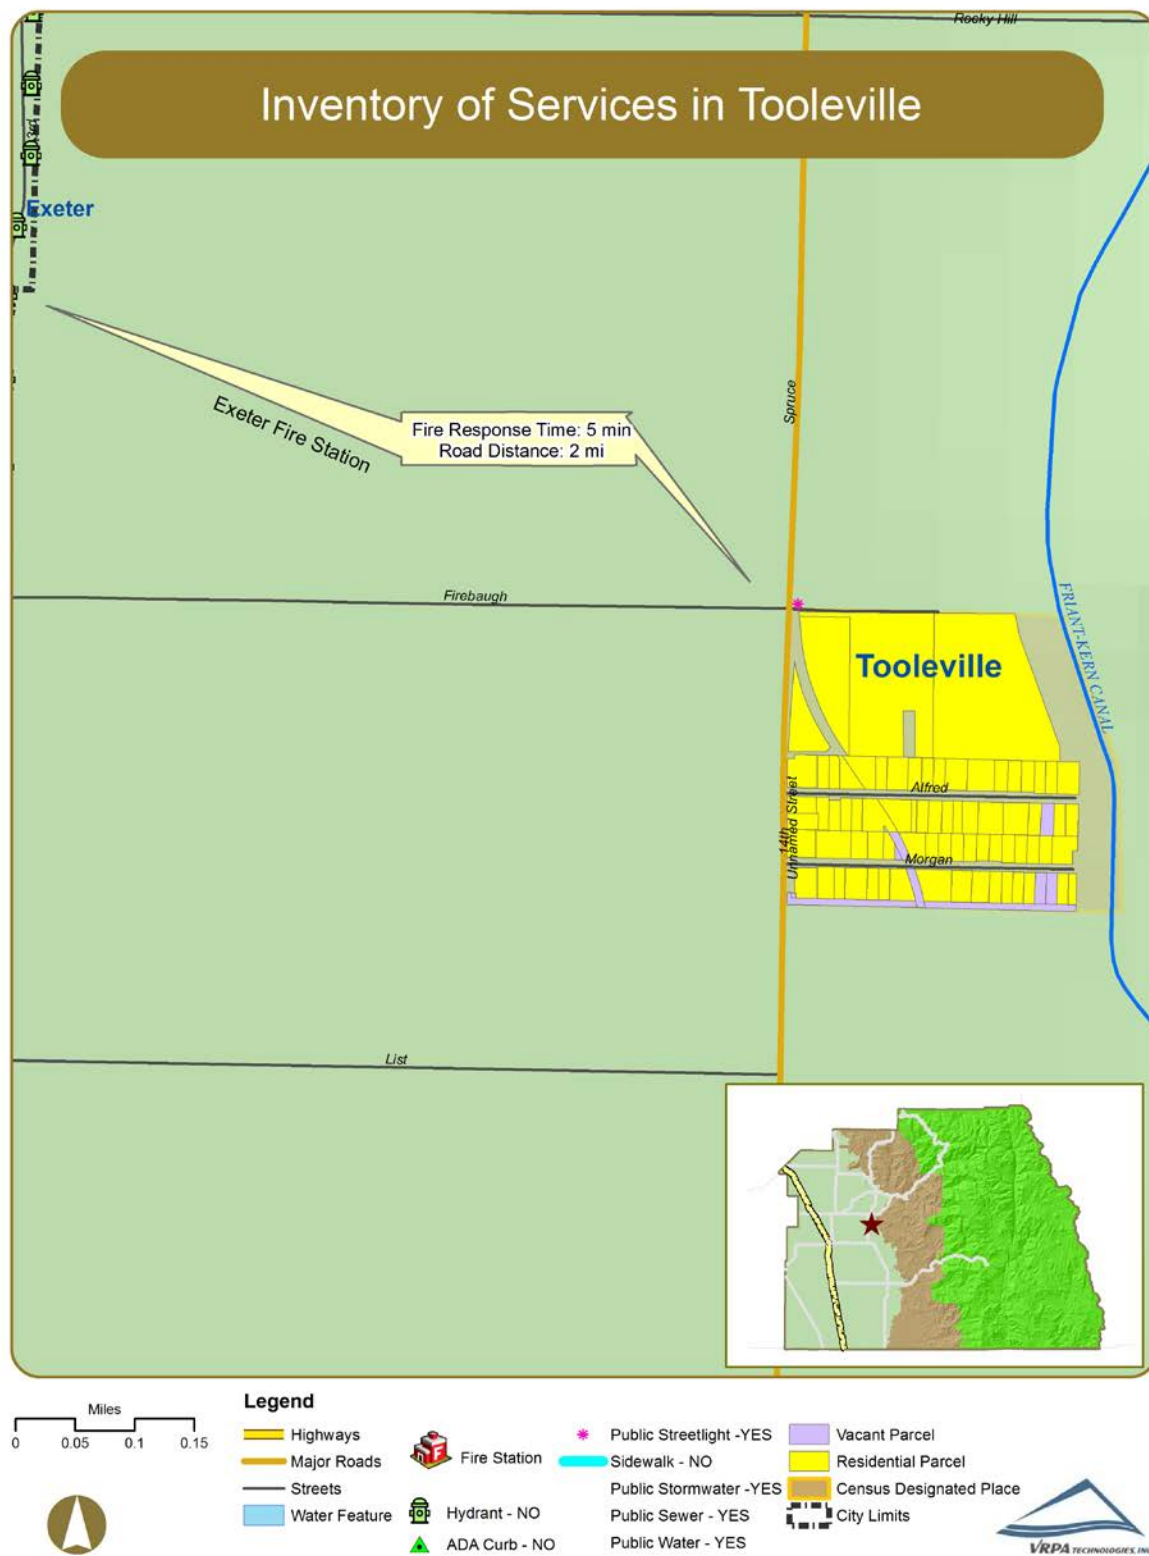 Rocky Hill
Inventory of Services in Tooleville
Exeter
Spruce
Exeter Fire Station
Fire Response Time: 5 min
Road Distance: 2 mi
Firebaugh
FRIANT-KERN CANAL
Tooleville
Alfred
14th
Unnamed Street
Morgan
List
Miles
0 0.05 0.1 0.15
Legend
Highways
Major Roads
Streets
Water Feature
Fire Station
Hydrant - NO
ADA Curb - NO
Public Streetlight -YES
Sidewalk - NO
Public Stormwater -YES
Public Sewer - YES
Public Water - YES
Vacant Parcel
Residential Parcel
Census Designated Place
City Limits
VRPA TECHNOLOGIES, INC